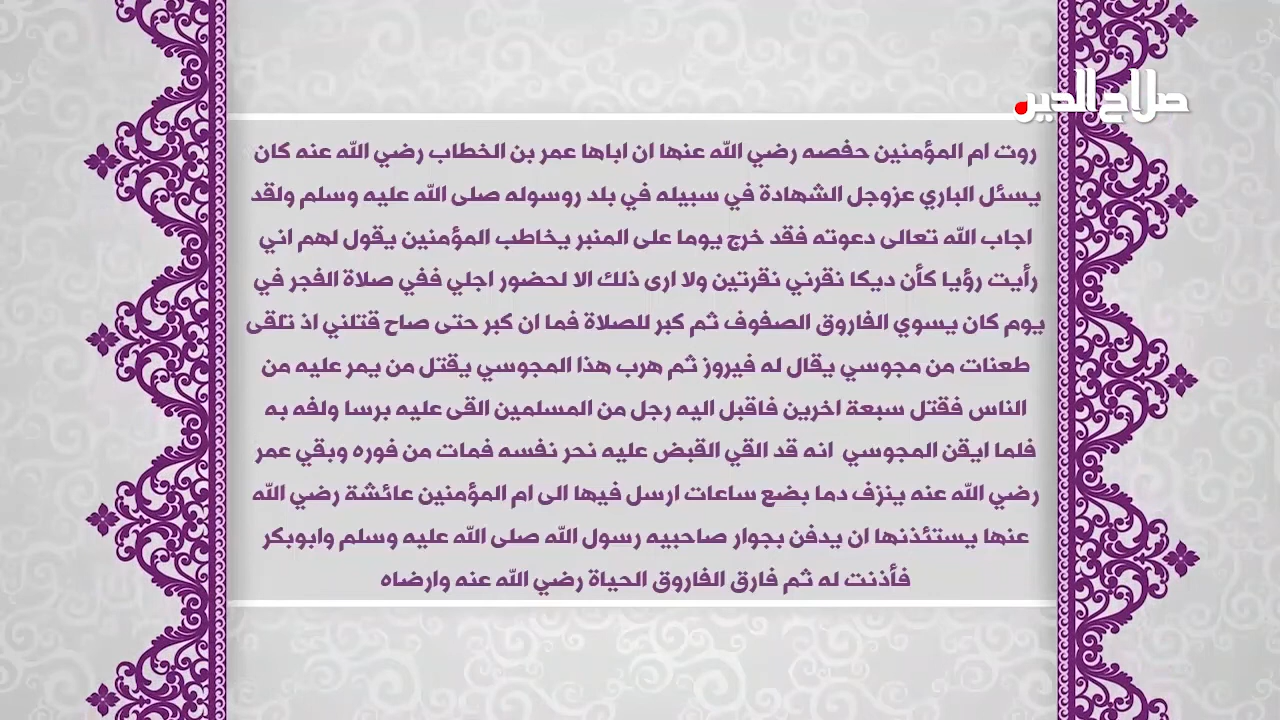 صلاح الدين
روت ام المؤمنين حفصه رضي الله عنها ان اباها عمر بن الخطاب رضي الله عنه كان
يسئل الباري عزوجل الشهادة في سبيله في بلد روسوله صلى الله عليه وسلم ولقد
اجاب الله تعالى دعوته فقد خرج يوما على المنبر يخاطب المؤمنين يقول لهم اني
رأيت رؤيا كأن ديكا نقرني نقرتين ولا ارى ذلك الا لحضور اجلي ففي صلاة الفجر في
يوم كان يسوي الفاروق الصفوف ثم كبر للصلاة فما ان كبر حتى صاح قتلني اذ تلقى
طعنات من مجوسي يقال له فيروز ثم هرب هذا المجوسي يقتل من يمر عليه من
الناس فقتل سبعة اخرين فاقبل اليه رجل من المسلمين القى عليه برسا ولفه به
فلما ايقن المجوسي انه قد القي القبض عليه نحر نفسه فمات من فوره وبقي عمر
رضي الله عنه ينزف دما بضع ساعات ارسل فيها الى ام المؤمنين عائشة رضي الله
عنها يستئذنها ان يدفن بجوار صاحبيه رسول الله صلى الله عليه وسلم وابوبكر
فأذنت له ثم فارق الفاروق الحياة رضي الله عنه وارضاه